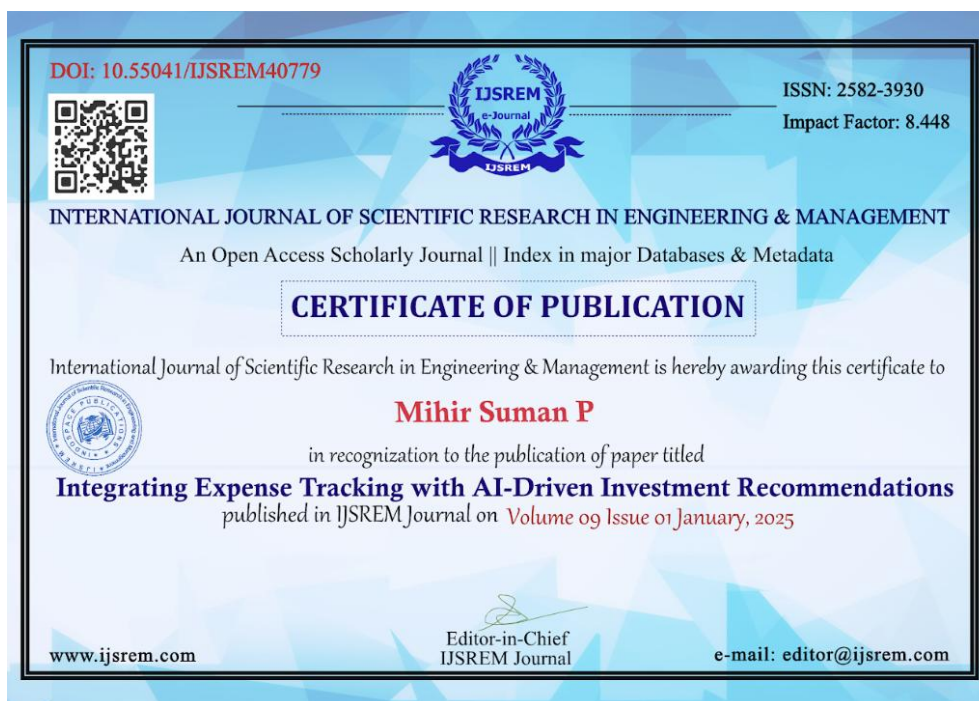 DOI: 10.55041/IJSREM40779
IJSREM
e-Journal
IJSREM
ISSN: 2582-3930
Impact Factor: 8.448
INTERNATIONAL JOURNAL OF SCIENTIFIC RESEARCH IN ENGINEERING & MANAGEMENT
An Open Access Scholarly Journal || Index in major Databases & Metadata
CERTIFICATE OF PUBLICATION
International Journal of Scientific Research in Engineering & Management is hereby awarding this certificate to
Mihir Suman P
in recognization to the publication of paper titled
Integrating Expense Tracking with AI-Driven Investment Recommendations
published in IJSREM Journal on Volume 09 Issue 01 January, 2025
Editor-in-Chief
IJSREM Journal
www.ijsrem.com
e-mail: editor@ijsrem.com